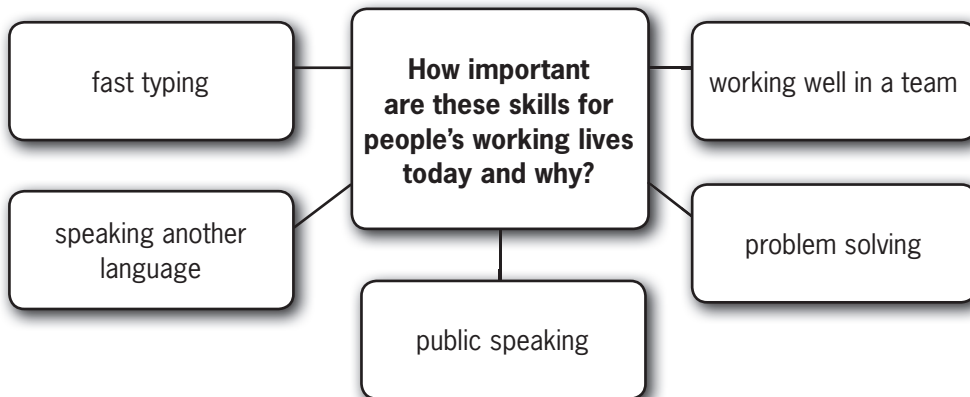 fast typing
How important
are these skills for
people’s working lives
today and why?
working well in a team
speaking another
language
problem solving
public speaking